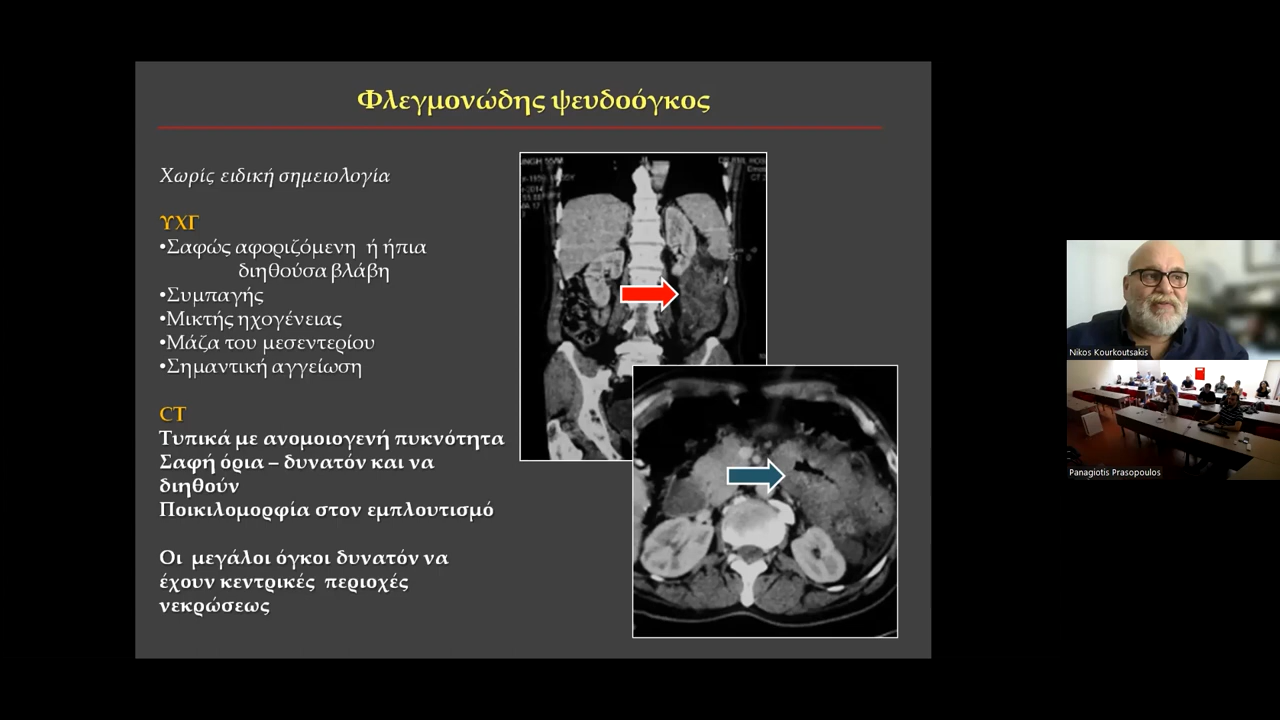 Φλεγμονώδης ψευδοόγκος
Χωρίς ειδική σημειολογία
ΥΧΓ
•Σαφώς αφοριζόμενη ή ήπια
διηθούσα βλάβη
•Συμπαγής
•Μικτής ηχογένειας
•Μάζα του μεσεντερίου
•Σημαντική αγγείωση
CT
Τυπικά με ανομοιογενή πυκνότητα
Σαφή όρια – δυνατόν και να
διηθούν
Ποικιλομορφία στον εμπλουτισμό
Οι μεγάλοι όγκοι δυνατόν να
έχουν κεντρικές περιοχές
νεκρώσεως
Nikos Kourkoutsakis
Panagiotis Prasopoulos